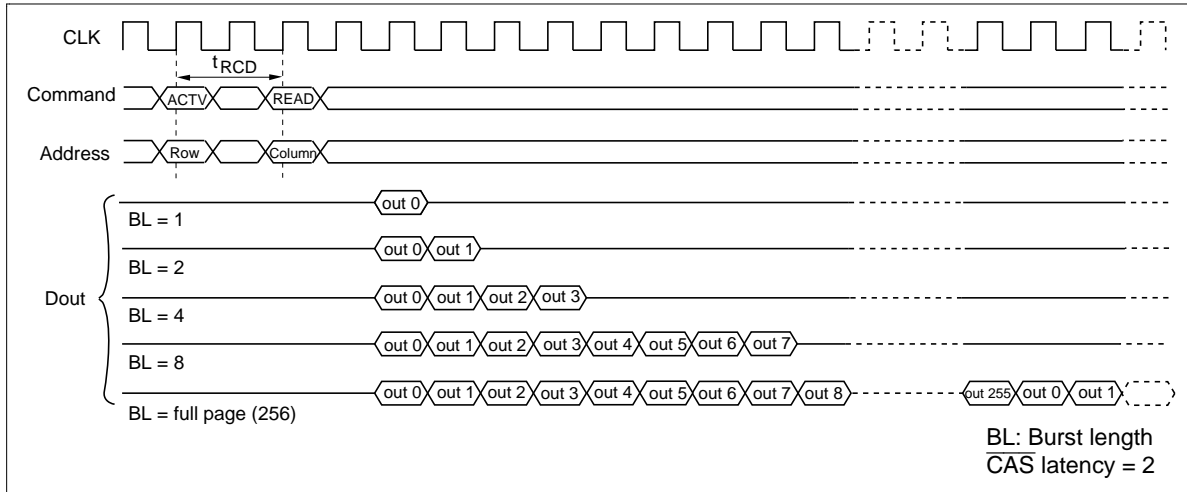 CLK
tRCD
Command ACTV READ
Address Row Column
out 0
BL = 1
out 0 out 1
BL = 2
Dout
out 0 out 1 out 2 out 3
BL = 4
out 0 out 1 out 2 out 3 out 4 out 5 out 6 out 7
BL = 8
out 0 out 1 out 2 out 3 out 4 out 5 out 6 out 7 out 8 out 255 out 0 out 1
BL = full page (256)
BL: Burst length
CAS latency = 2